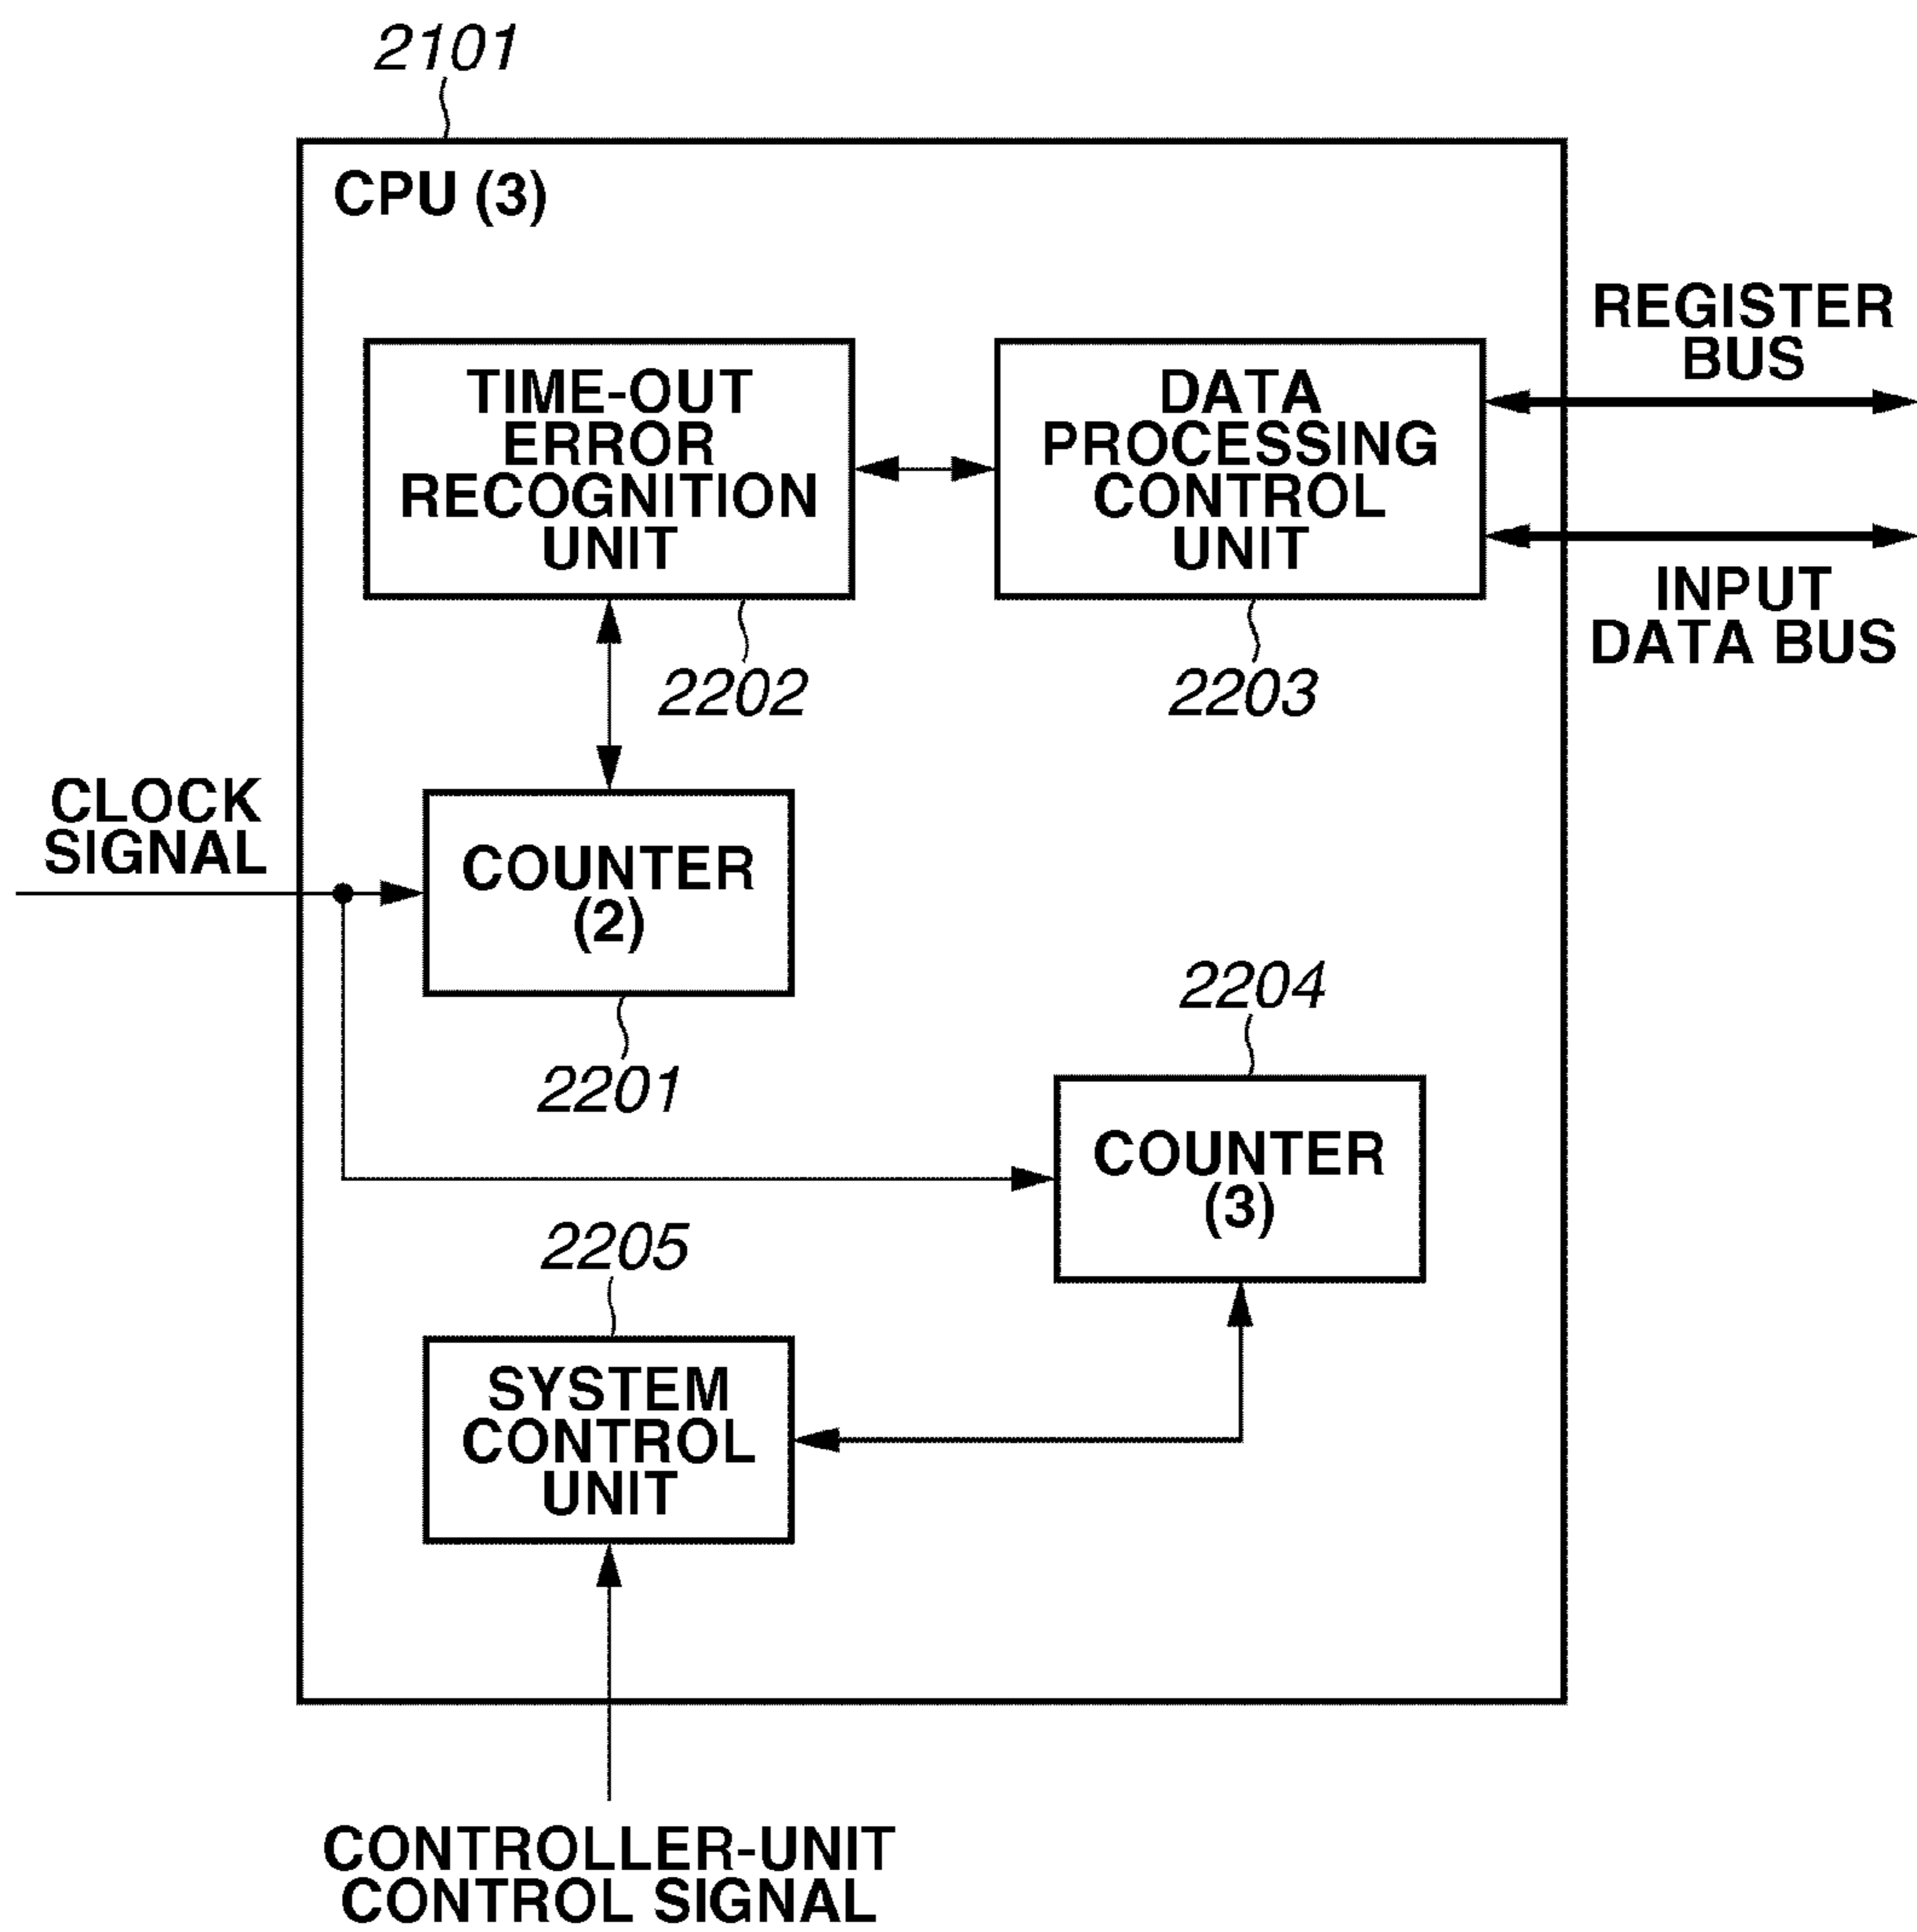 2101
CPU (3)
REGISTER
BUS
TIME-OUT
ERROR
RECOGNITION
UNIT
DATA
PROCESSING
CONTROL
UNIT
INPUT
DATA BUS
2202
2203
CLOCK
SIGNAL
COUNTER
(2)
2201
2204
COUNTER
(3)
2205
SYSTEM
CONTROL
UNIT
CONTROLLER-UNIT
CONTROL SIGNAL